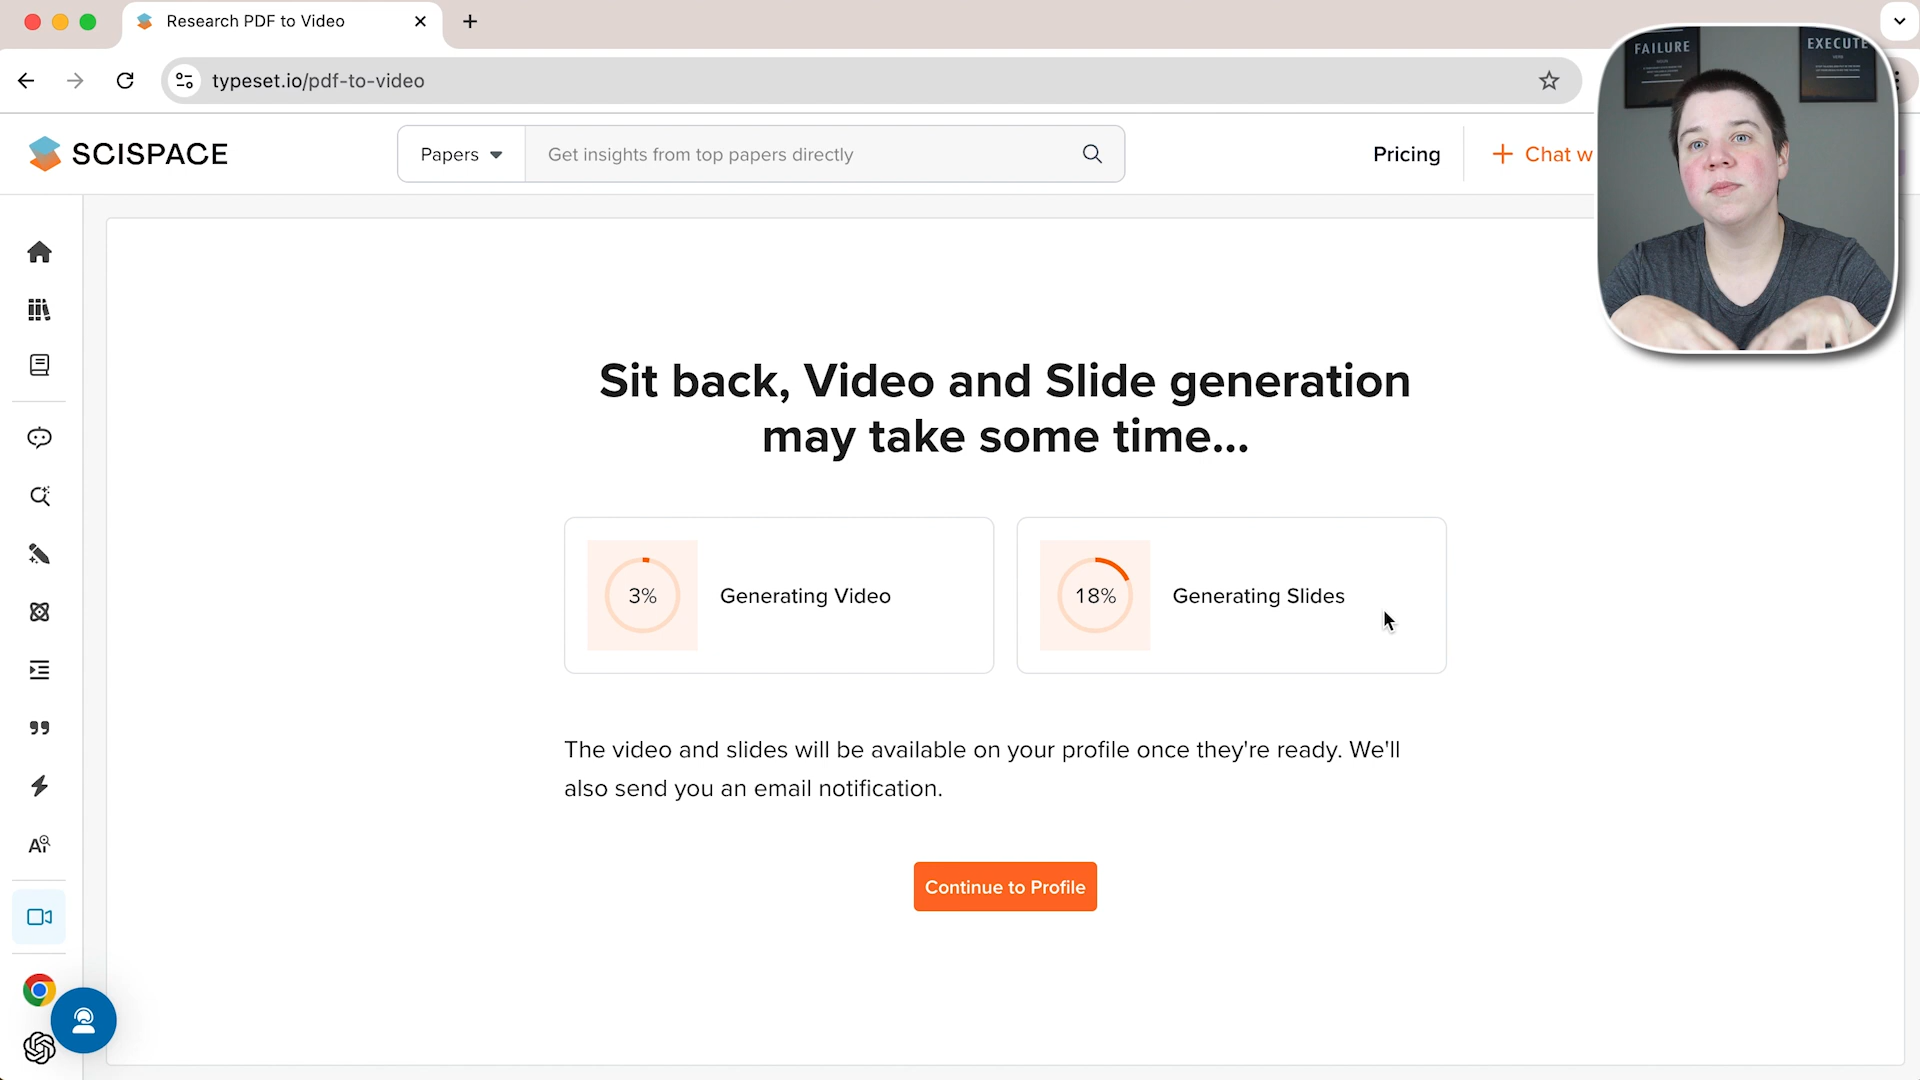 Research PDF to Video
typeset.io/pdf-to-video
FAILURE
EXECUTE
SCISPACE
Papers
Get insights from top papers directly
Pricing
+ Chat w
Sit back, Video and Slide generation
may take some time...
3%
Generating Video
18%
Generating Slides
The video and slides will be available on your profile once they're ready. We'll
also send you an email notification.
Continue to Profile